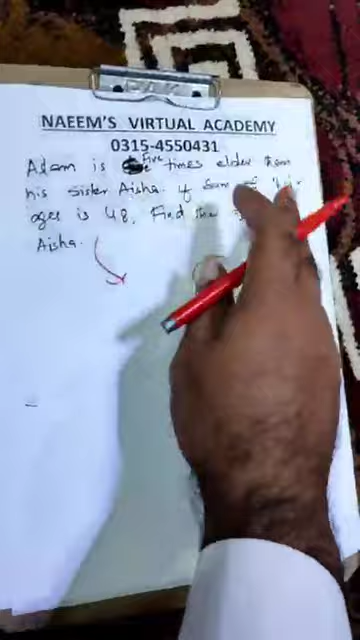 NAEEM'S VIRTUAL ACADEMY
0315-4550431
Adam is Five times elder than
his sister Aisha. If Sum of
ages is 48. Find the
Aisha.